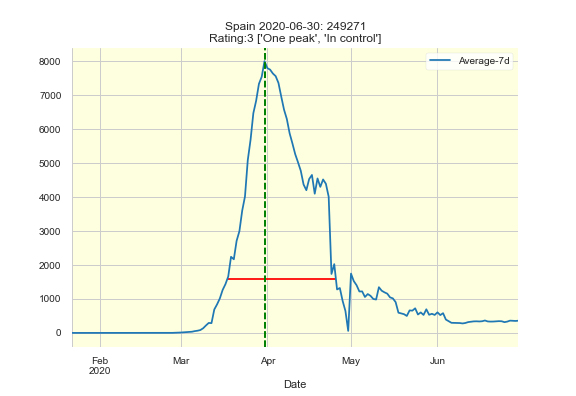 Spain 2020-06-30: 249271
Rating:3 ['One peak', 'In control']
Average-7d
8000
7000
6000
5000
4000
3000
2000
1000
0
Feb
2020
Mar
Apr
May
Jun
Date